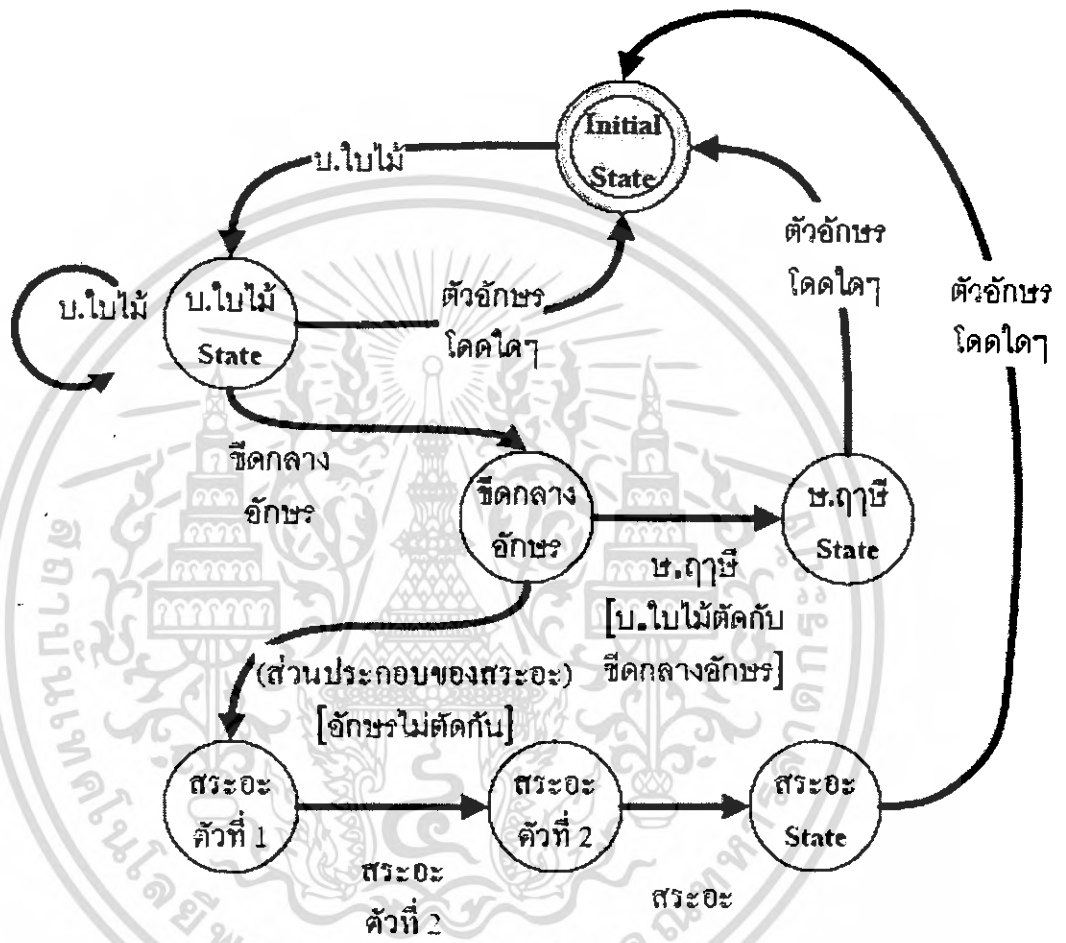 Initial
State
บ.ใบไม้
ตัวอักษร
โดดใดๆ
ตัวอักษร
โดดใดๆ
บ.ใบไม้
บ.ใบไม้
State
ตัวอักษร
โดดใดๆ
ขีดกลาง
อักษร
ขีดกลาง
อักษร
ษ.ฤๅษี
State
ษ.ฤๅษี
[บ.ใบไม้ตัดกับ
ขีดกลางอักษร]
(ส่วนประกอบของสระอะ)
[อักษรไม่ตัดกัน]
สระอะ
ตัวที่ 1
สระอะ
ตัวที่ 2
สระอะ
State
สระอะ
ตัวที่ 2
สระอะ